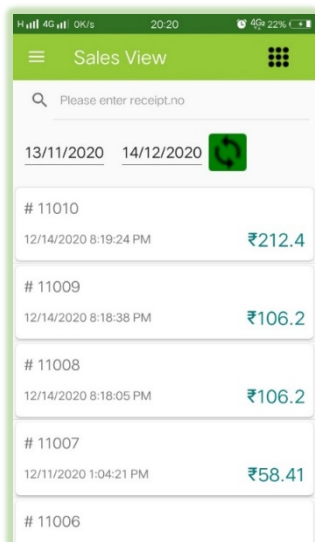 H 4G 0K/s 20:20 4G+ 22%
Sales View
Please enter receipt.no
13/11/2020 14/12/2020
# 11010
12/14/2020 8:19:24 PM ₹212.4
# 11009
12/14/2020 8:18:38 PM ₹106.2
# 11008
12/14/2020 8:18:05 PM ₹106.2
# 11007
12/11/2020 1:04:21 PM ₹58.41
# 11006